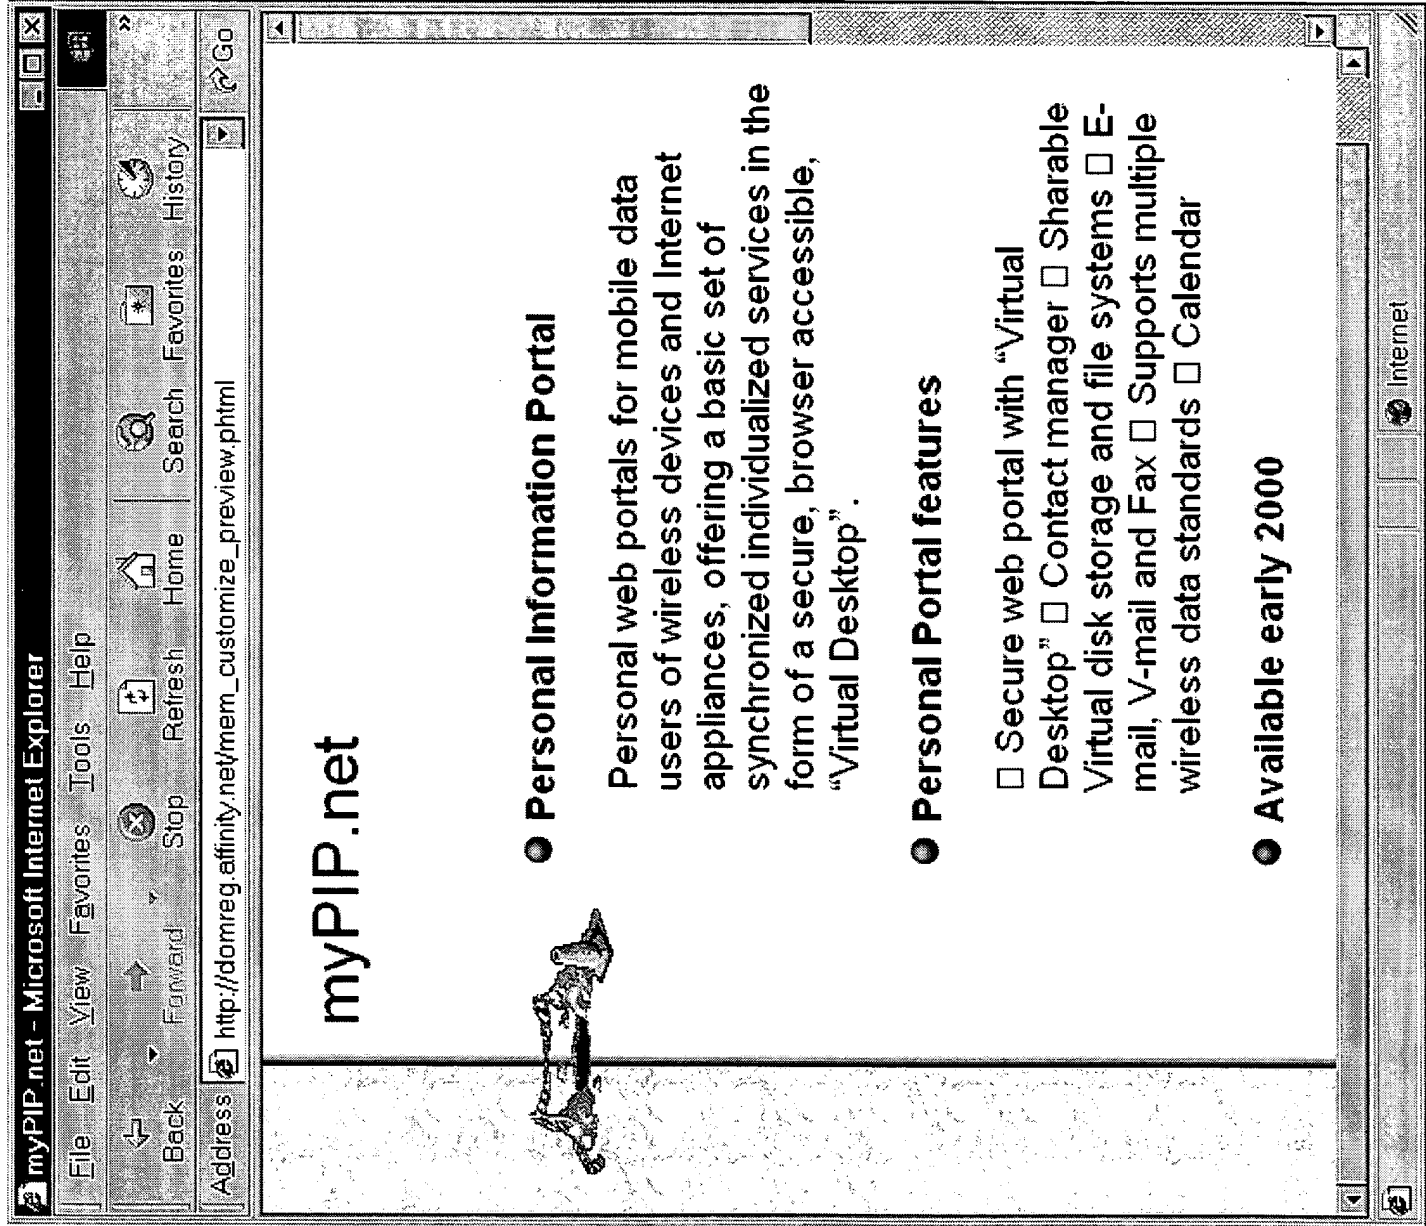 myPIP.net - Microsoft Internet Explorer
File Edit View Favorites Tools Help
Back Forward Stop Refresh Home Search Favorites History »
Address http://domreg.affinity.net/mem_customize_preview.phtml Go
myPIP.net
Personal Information Portal
Personal web portals for mobile data
users of wireless devices and Internet
appliances, offering a basic set of
synchronized individualized services in the
form of a secure, browser accessible,
“Virtual Desktop”.
Personal Portal features
□ Secure web portal with “Virtual
Desktop” □ Contact manager □ Sharable
Virtual disk storage and file systems □ E-
mail, V-mail and Fax □ Supports multiple
wireless data standards □ Calendar
Available early 2000
Internet